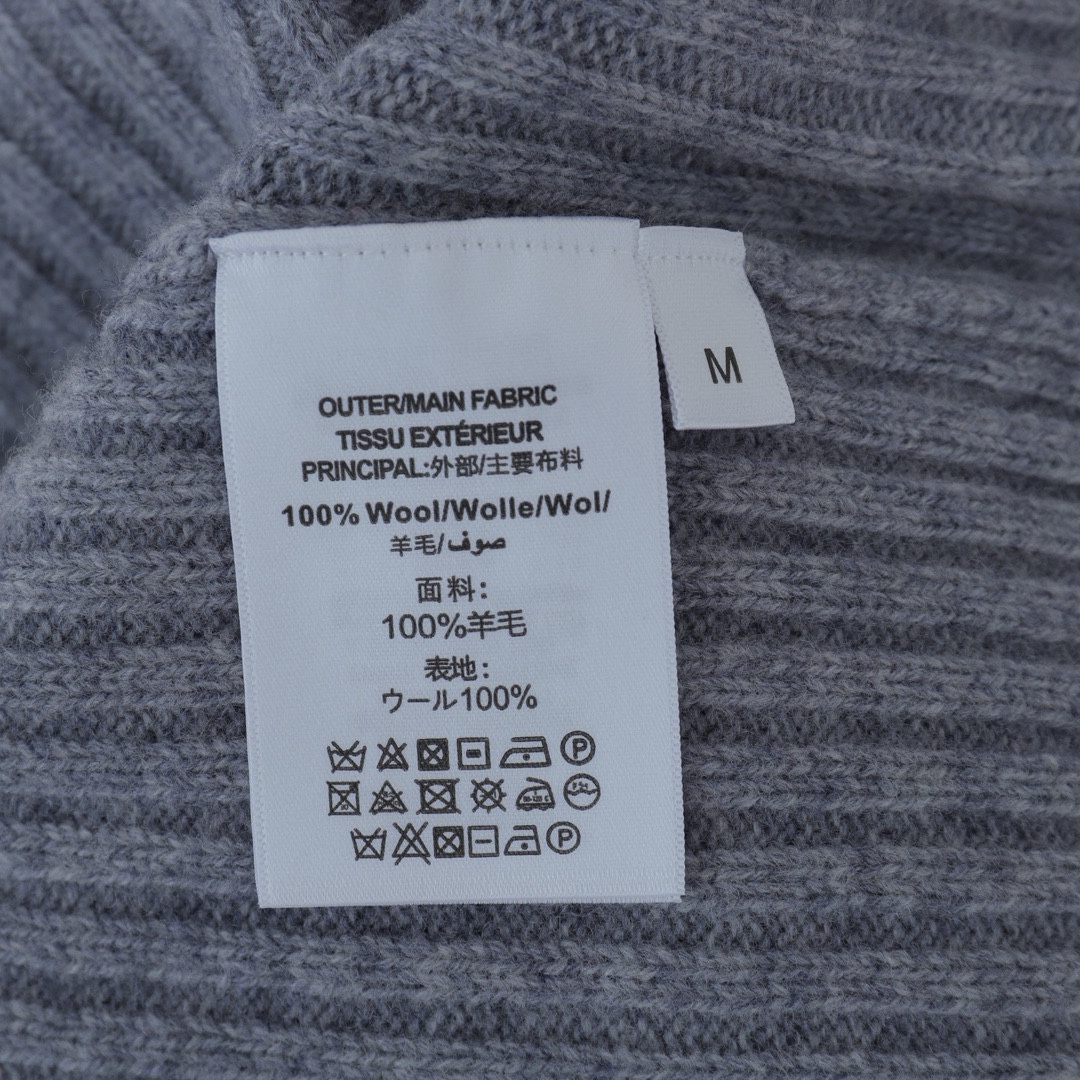 OUTER/MAIN FABRIC
TISSU EXTÉRIEUR
PRINCIPAL:外部/主要布料
100% Wool/Wolle/Wol/
羊毛/صوف
面料:
100%羊毛
表地:
ウール100%
P
P
M